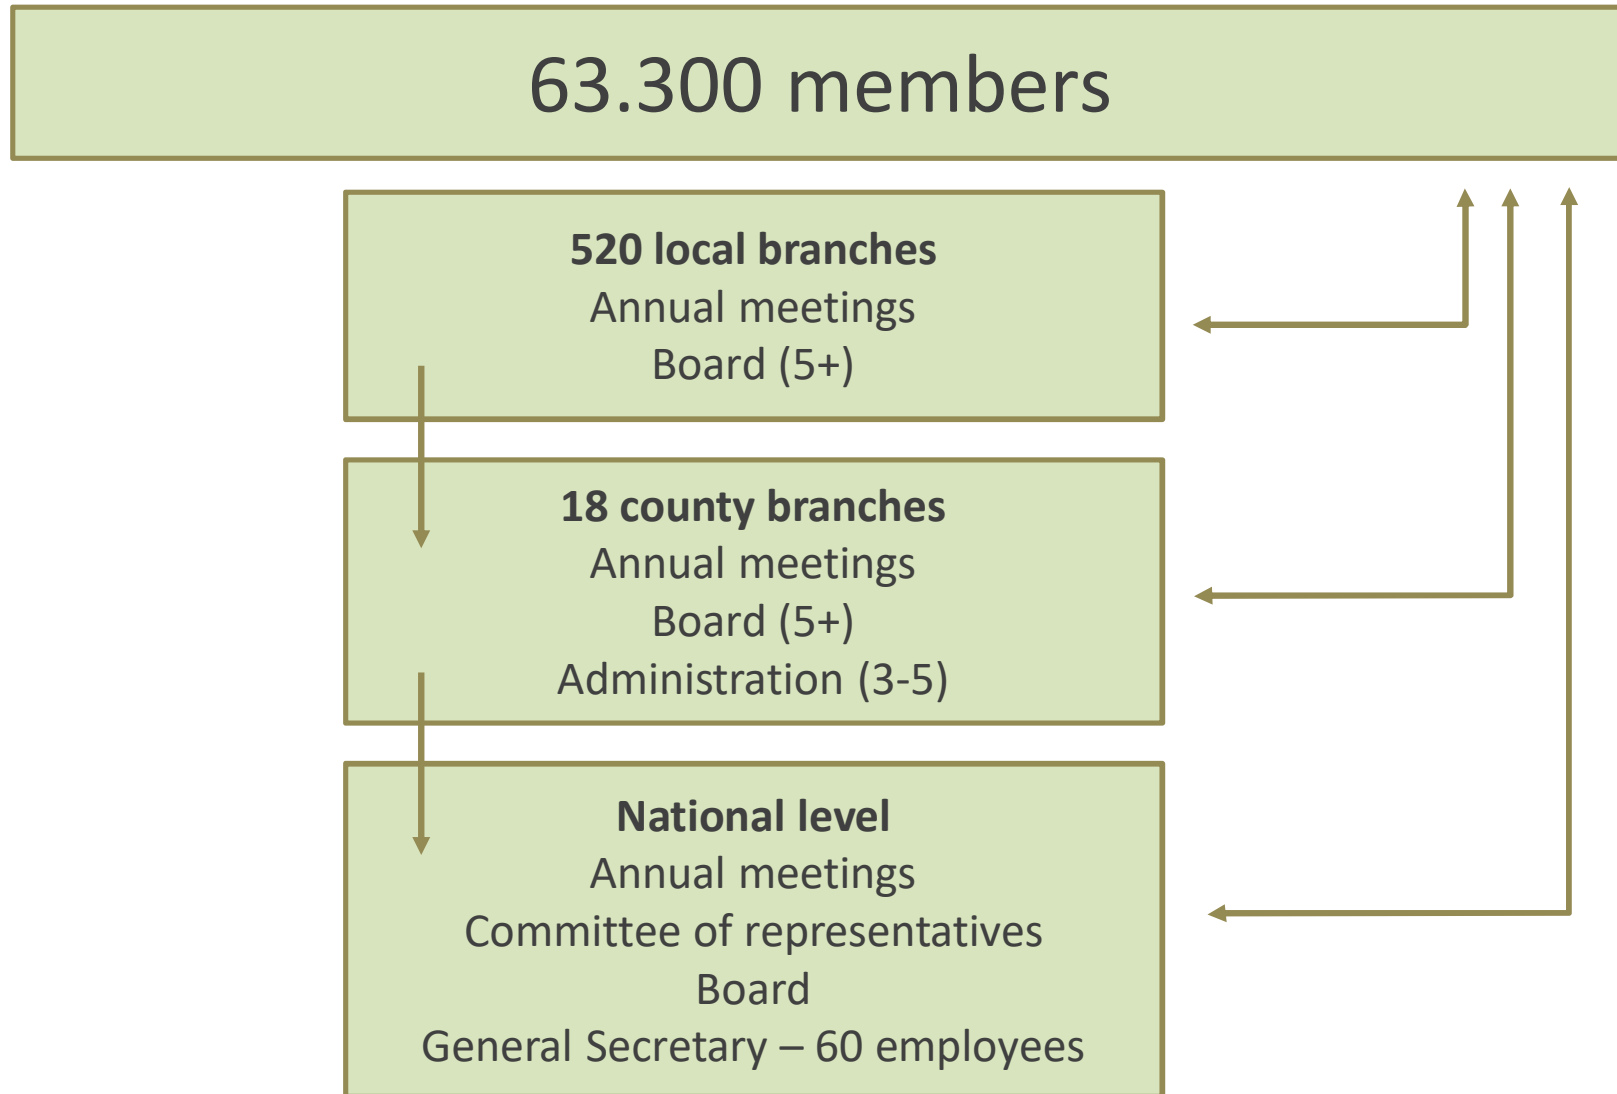 63.300 members
520 local branches
Annual meetings
Board (5+)
18 county branches
Annual meetings
Board (5+)
Administration (3-5)
National level
Annual meetings
Committee of representatives
Board
General Secretary – 60 employees